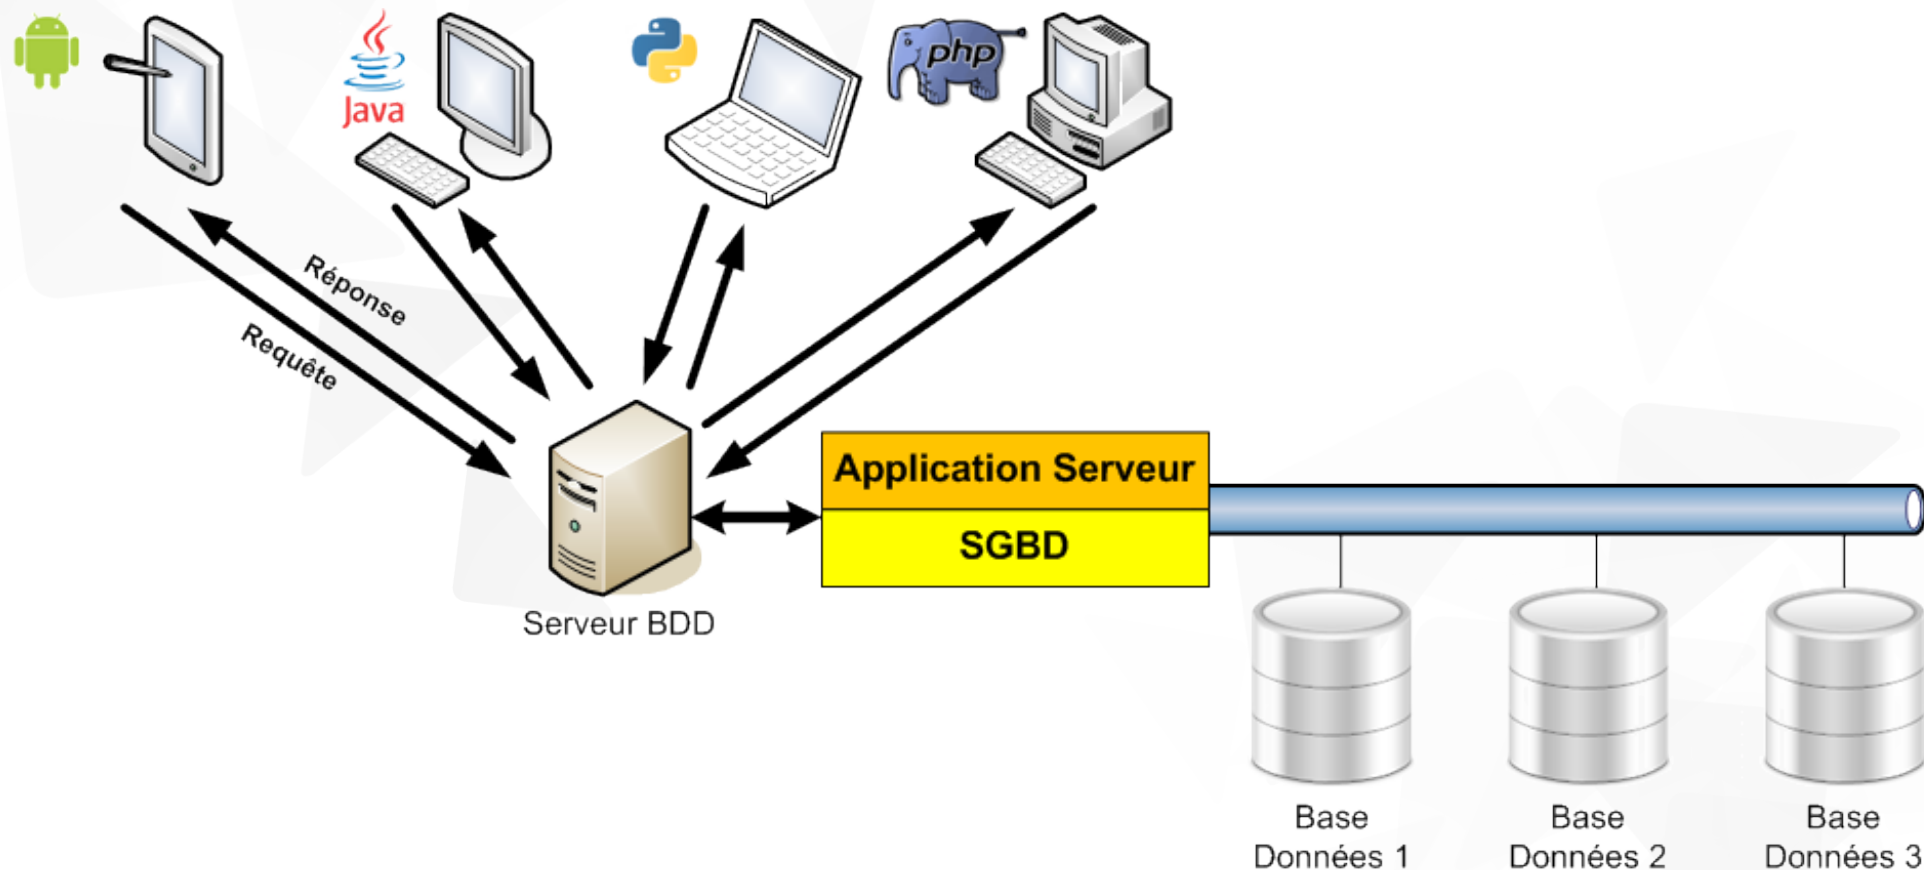 Java
php
Réponse
Requête
Application Serveur
SGBD
Serveur BDD
Base
Données 1
Base
Données 2
Base
Données 3